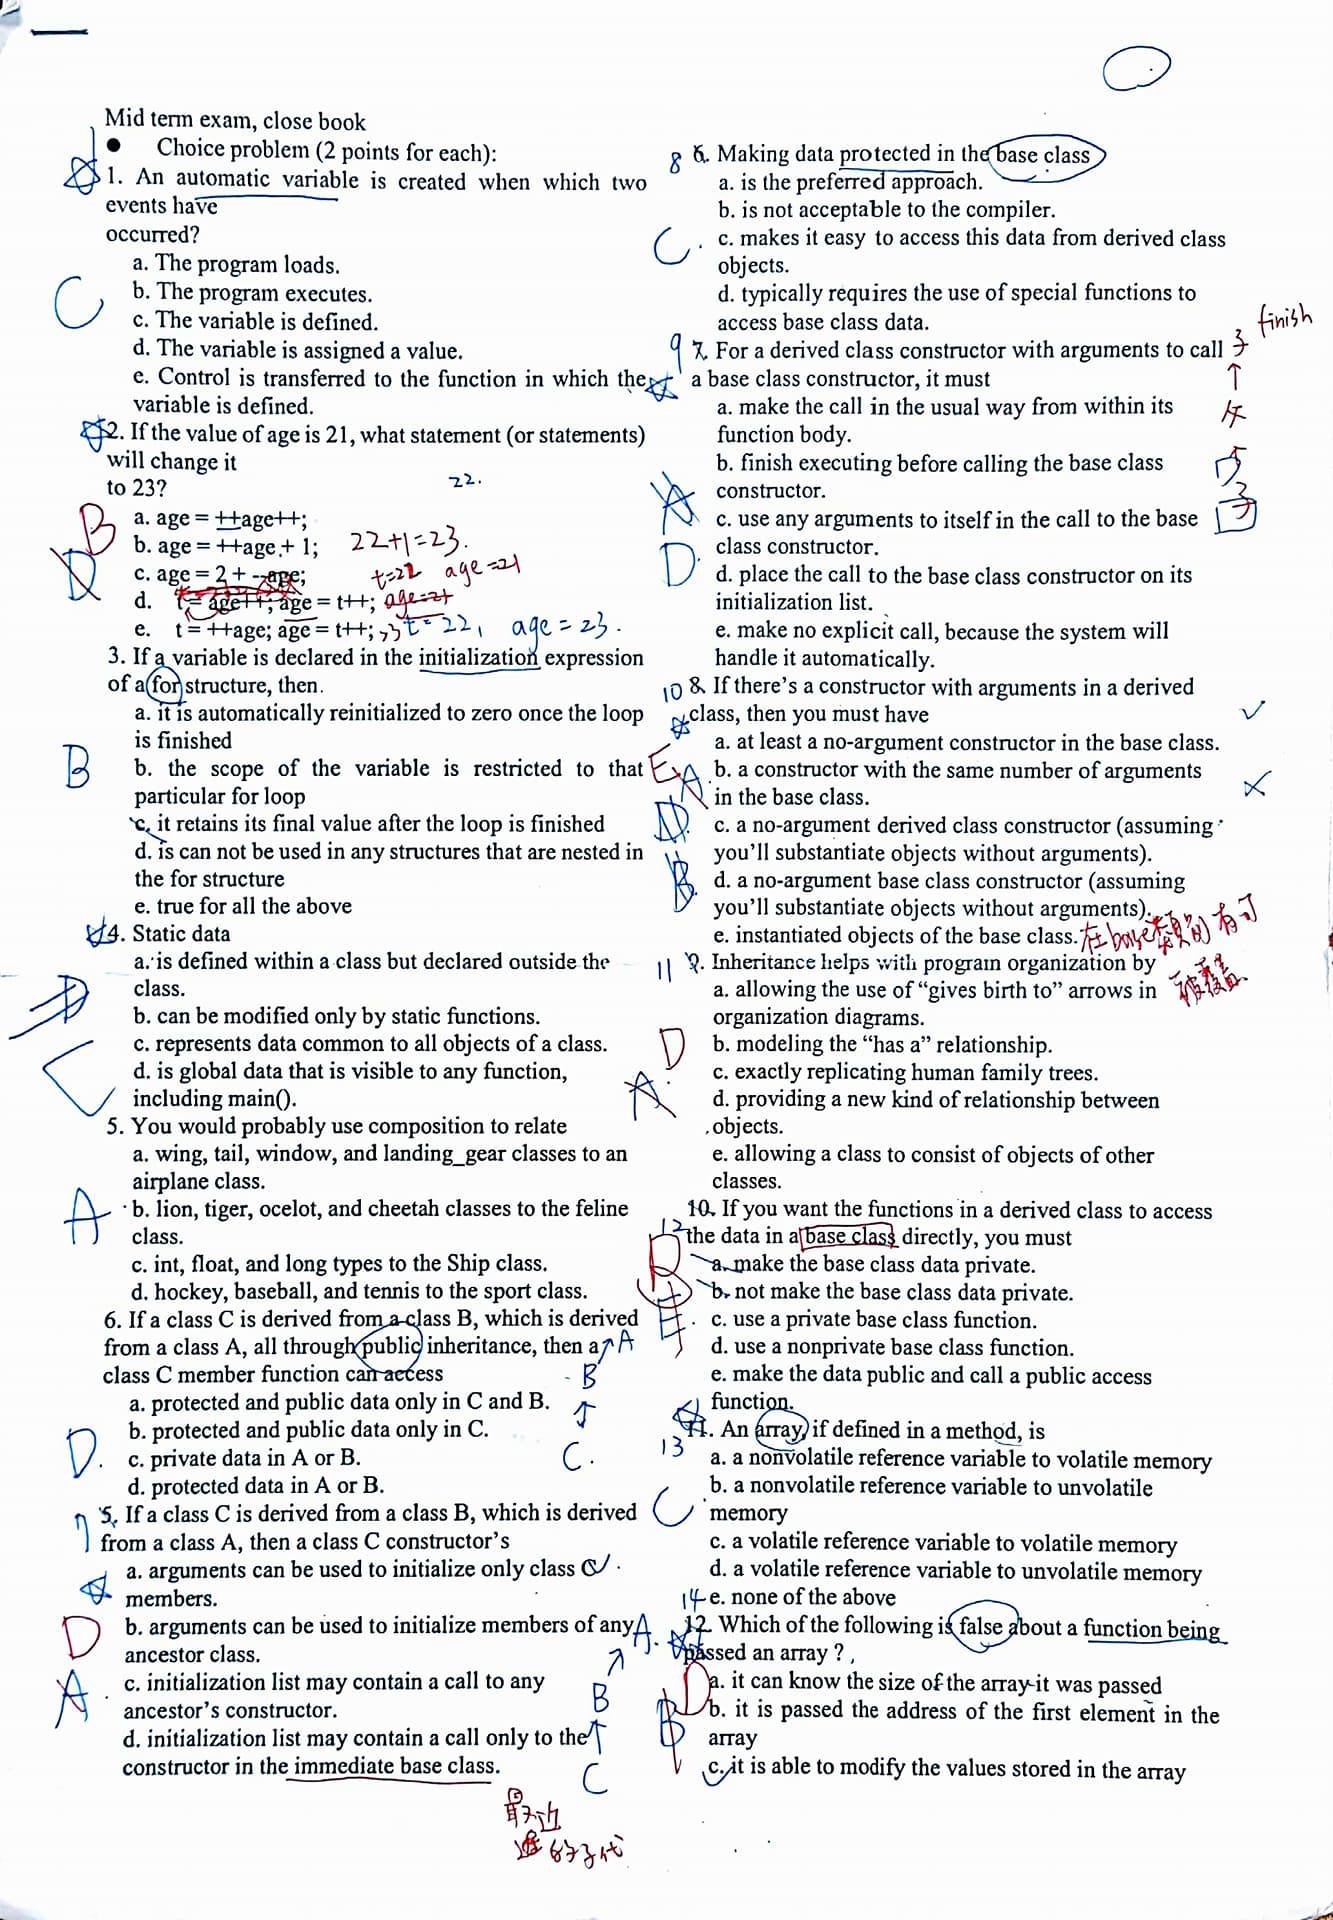 Mid term exam, close book
● Choice problem (2 points for each):
1. An automatic variable is created when which two
events have
occurred?
a. The program loads.
b. The program executes.
C
c. The variable is defined.
d. The variable is assigned a value.
e. Control is transferred to the function in which the
variable is defined.
2. If the value of age is 21, what statement (or statements)
will change it
to 23?
22.
a. age = ++age++;
B
b. age = ++age + 1; 22+1=23.
D
c. age = 2 + --age; t=22 age=21
d. t = age++; age = t++; age=21
e. t = ++age; age = t++; t=22, age=23.
3. If a variable is declared in the initialization expression
of a for structure, then.
a. it is automatically reinitialized to zero once the loop
is finished
B
b. the scope of the variable is restricted to that
particular for loop
c. it retains its final value after the loop is finished
d. is can not be used in any structures that are nested in
the for structure
e. true for all the above
4. Static data
a. is defined within a class but declared outside the
class.
b. can be modified only by static functions.
c. represents data common to all objects of a class.
C
d. is global data that is visible to any function,
including main().
5. You would probably use composition to relate
a. wing, tail, window, and landing_gear classes to an
airplane class.
A
b. lion, tiger, ocelot, and cheetah classes to the feline
class.
c. int, float, and long types to the Ship class.
d. hockey, baseball, and tennis to the sport class.
6. If a class C is derived from a class B, which is derived
from a class A, all through public inheritance, then a ↑ A
class C member function can access
B
a. protected and public data only in C and B. ↑
b. protected and public data only in C.
D.
c. private data in A or B. C.
d. protected data in A or B.
7 5. If a class C is derived from a class B, which is derived
from a class A, then a class C constructor's
a. arguments can be used to initialize only class C
members.
D
b. arguments can be used to initialize members of any A.
ancestor class. ↑
A
c. initialization list may contain a call to any
ancestor's constructor. B
d. initialization list may contain a call only to the ↑
constructor in the immediate base class. C
最近
8 6. Making data protected in the base class
a. is the preferred approach.
b. is not acceptable to the compiler.
C.
c. makes it easy to access this data from derived class
objects.
d. typically requires the use of special functions to
access base class data.
finish
9 7. For a derived class constructor with arguments to call 子
a base class constructor, it must ↑
a. make the call in the usual way from within its
function body.
b. finish executing before calling the base class
A
constructor.
c. use any arguments to itself in the call to the base
D.
class constructor.
d. place the call to the base class constructor on its
initialization list.
e. make no explicit call, because the system will
handle it automatically.
10 8. If there's a constructor with arguments in a derived
class, then you must have
a. at least a no-argument constructor in the base class.
E A
b. a constructor with the same number of arguments
in the base class.
D
c. a no-argument derived class constructor (assuming
you'll substantiate objects without arguments).
B
d. a no-argument base class constructor (assuming
you'll substantiate objects without arguments).
e. instantiated objects of the base class. 在base類別有可
被覆蓋
11 9. Inheritance helps with program organization by
a. allowing the use of “gives birth to” arrows in
organization diagrams.
D
b. modeling the “has a” relationship.
A.
c. exactly replicating human family trees.
d. providing a new kind of relationship between
objects.
e. allowing a class to consist of objects of other
classes.
12 10. If you want the functions in a derived class to access
the data in a base class directly, you must
a. make the base class data private.
B
b. not make the base class data private.
E.
c. use a private base class function.
d. use a nonprivate base class function.
e. make the data public and call a public access
function.
13 11. An array, if defined in a method, is
a. a nonvolatile reference variable to volatile memory
b. a nonvolatile reference variable to unvolatile
C
memory
c. a volatile reference variable to volatile memory
d. a volatile reference variable to unvolatile memory
e. none of the above
14 12. Which of the following is false about a function being
passed an array ?
D
a. it can know the size of the array it was passed
B
b. it is passed the address of the first element in the
array
c. it is able to modify the values stored in the array